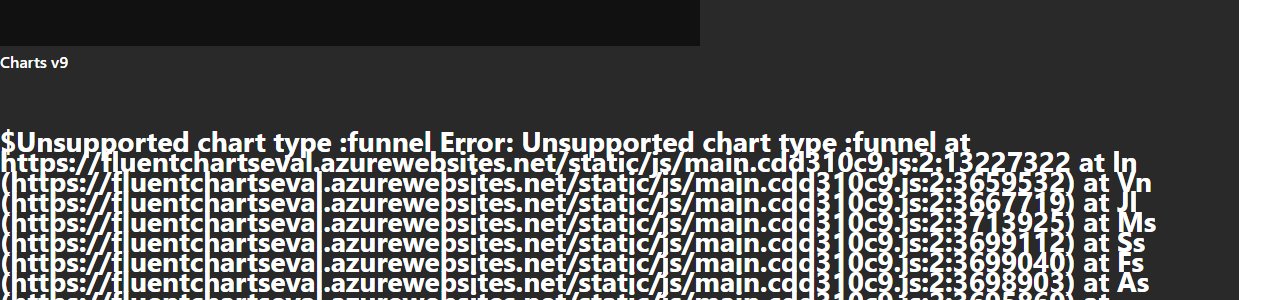 Charts v9
$Unsupported chart type :funnel Error: Unsupported chart type :funnel at
https://fluentchartseval.azurewebsites.net/static/js/main.cdd310c9.js:2:13227322 at ln
(https://fluentchartseval.azurewebsites.net/static/js/main.cdd310c9.js:2:3659532) at Vn
(https://fluentchartseval.azurewebsites.net/static/js/main.cdd310c9.js:2:3667719) at Jl
(https://fluentchartseval.azurewebsites.net/static/js/main.cdd310c9.js:2:3713925) at Ms
(https://fluentchartseval.azurewebsites.net/static/js/main.cdd310c9.js:2:3699112) at Ss
(https://fluentchartseval.azurewebsites.net/static/js/main.cdd310c9.js:2:3699040) at Fs
(https://fluentchartseval.azurewebsites.net/static/js/main.cdd310c9.js:2:3698903) at As